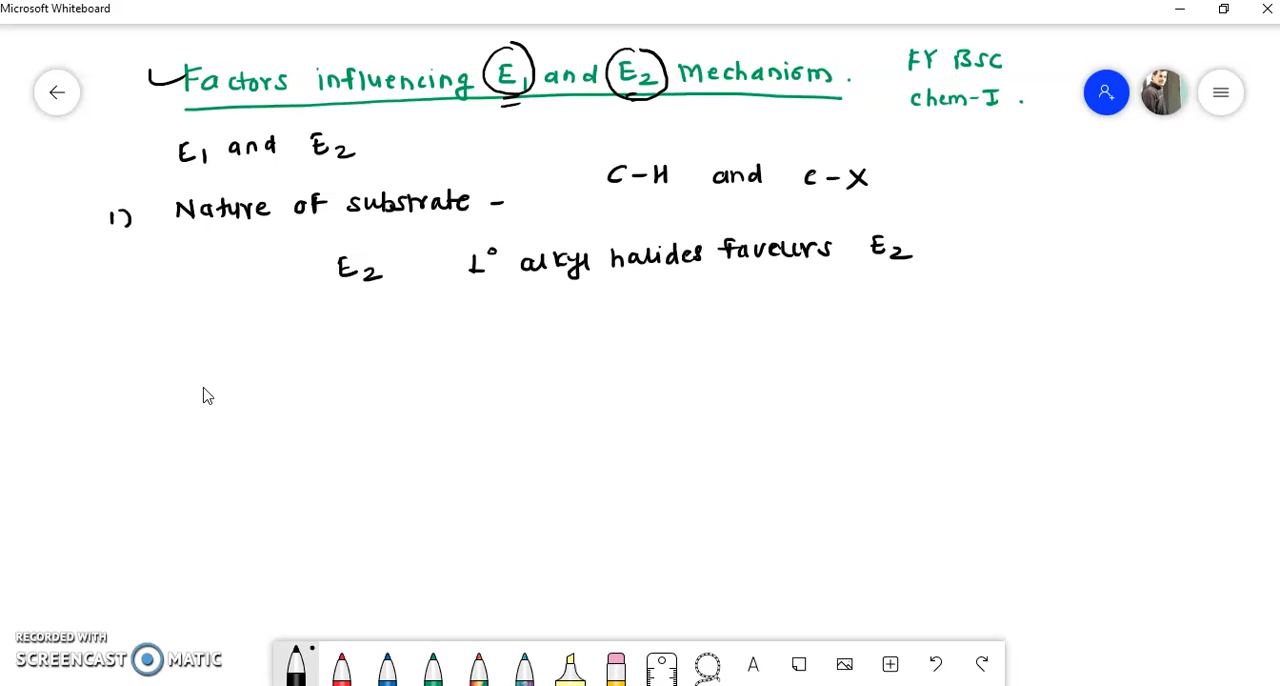 Microsoft Whiteboard
Factors influencing E1 and E2 Mechanism.
FY BSC
chem-I.
E1 and E2
C-H and c-X
1) Nature of substrate -
E2 1° alkyl halides favours E2
RECORDED WITH
SCREENCAST MATIC
A